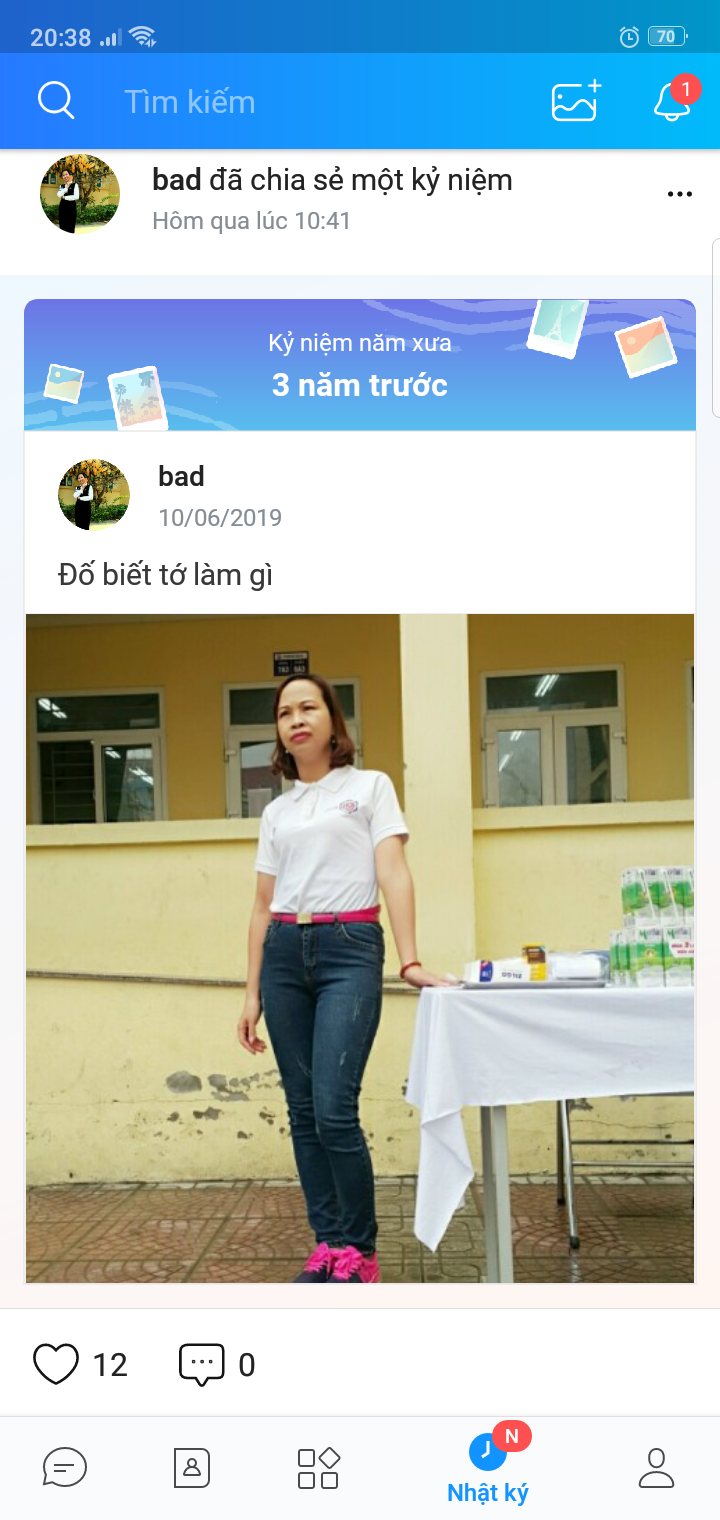 20:38
70
Tìm kiếm
1
bad đã chia sẻ một kỷ niệm
Hôm qua lúc 10:41
Kỷ niệm năm xưa
3 năm trước
bad
10/06/2019
Đố biết tớ làm gì
12
0
N
Nhật ký